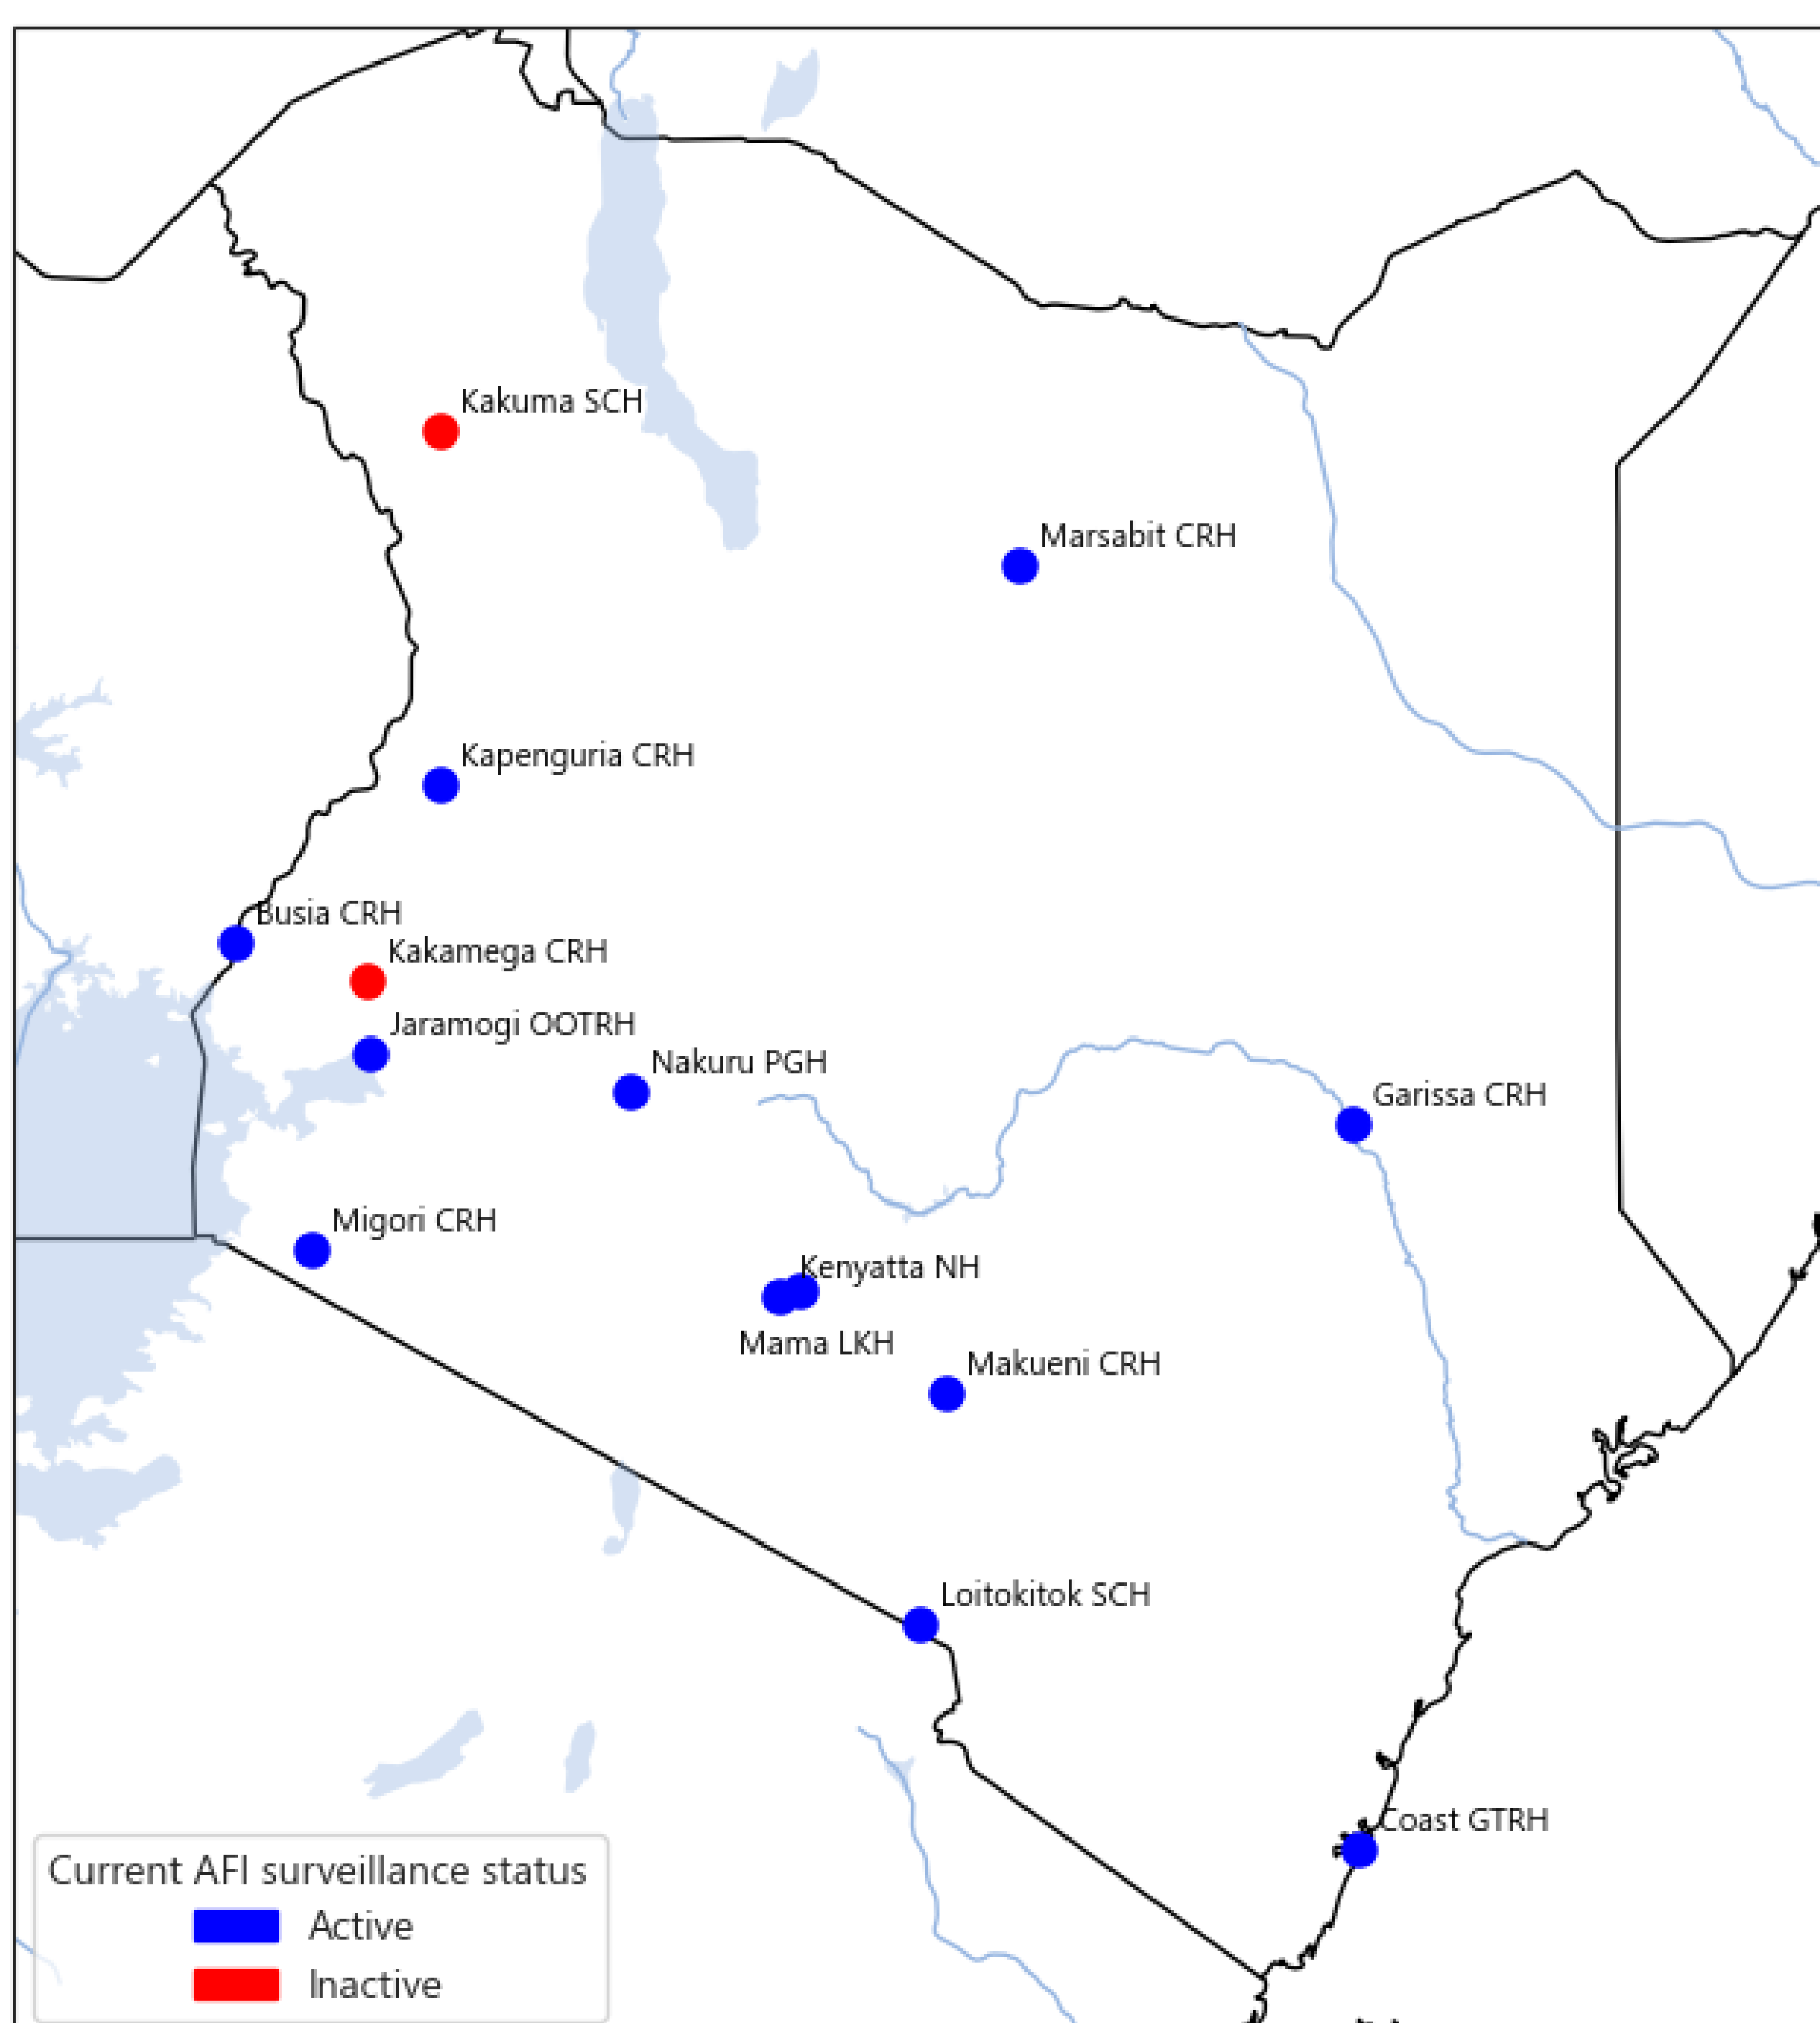 Kakuma SCH
Marsabit CRH
Kapenguria CRH
Busia CRH
Kakamega CRH
Jaramogi OOTRH
Nakuru PGH
Garissa CRH
Migori CRH
Kenyatta NH
Mama LKH
Makueni CRH
Loitokitok SCH
Coast GTRH
Current AFI surveillance status
Active
Inactive